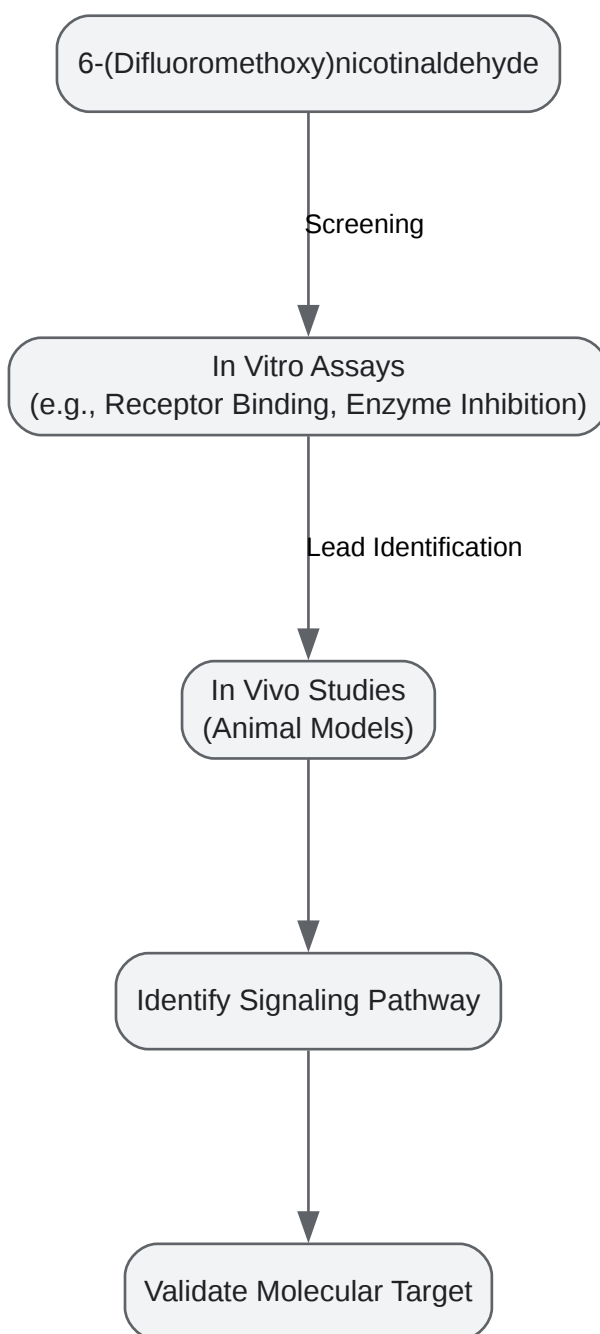 6-(Difluoromethoxy)nicotinaldehyde
Screening
In Vitro Assays
(e.g., Receptor Binding, Enzyme Inhibition)
Lead Identification
In Vivo Studies
(Animal Models)
Identify Signaling Pathway
Validate Molecular Target